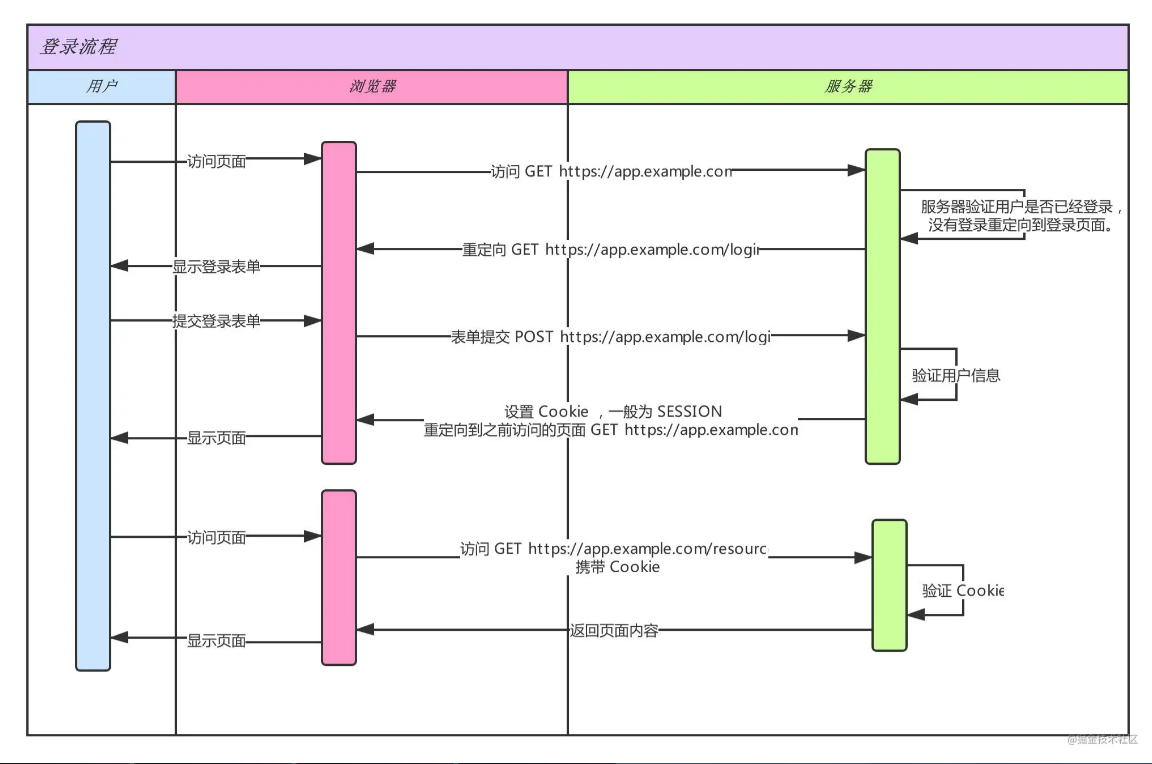 登录流程
用户
浏览器
服务器
访问页面
访问 GET https://app.example.com
服务器验证用户是否已经登录，
没有登录重定向到登录页面。
重定向 GET https://app.example.com/login
显示登录表单
提交登录表单
表单提交 POST https://app.example.com/logi
验证用户信息
设置 Cookie ，一般为 SESSION
重定向到之前访问的页面 GET https://app.example.com
显示页面
访问页面
访问 GET https://app.example.com/resourc
携带 Cookie
验证 Cookie
返回页面内容
显示页面
@掘金技术社区